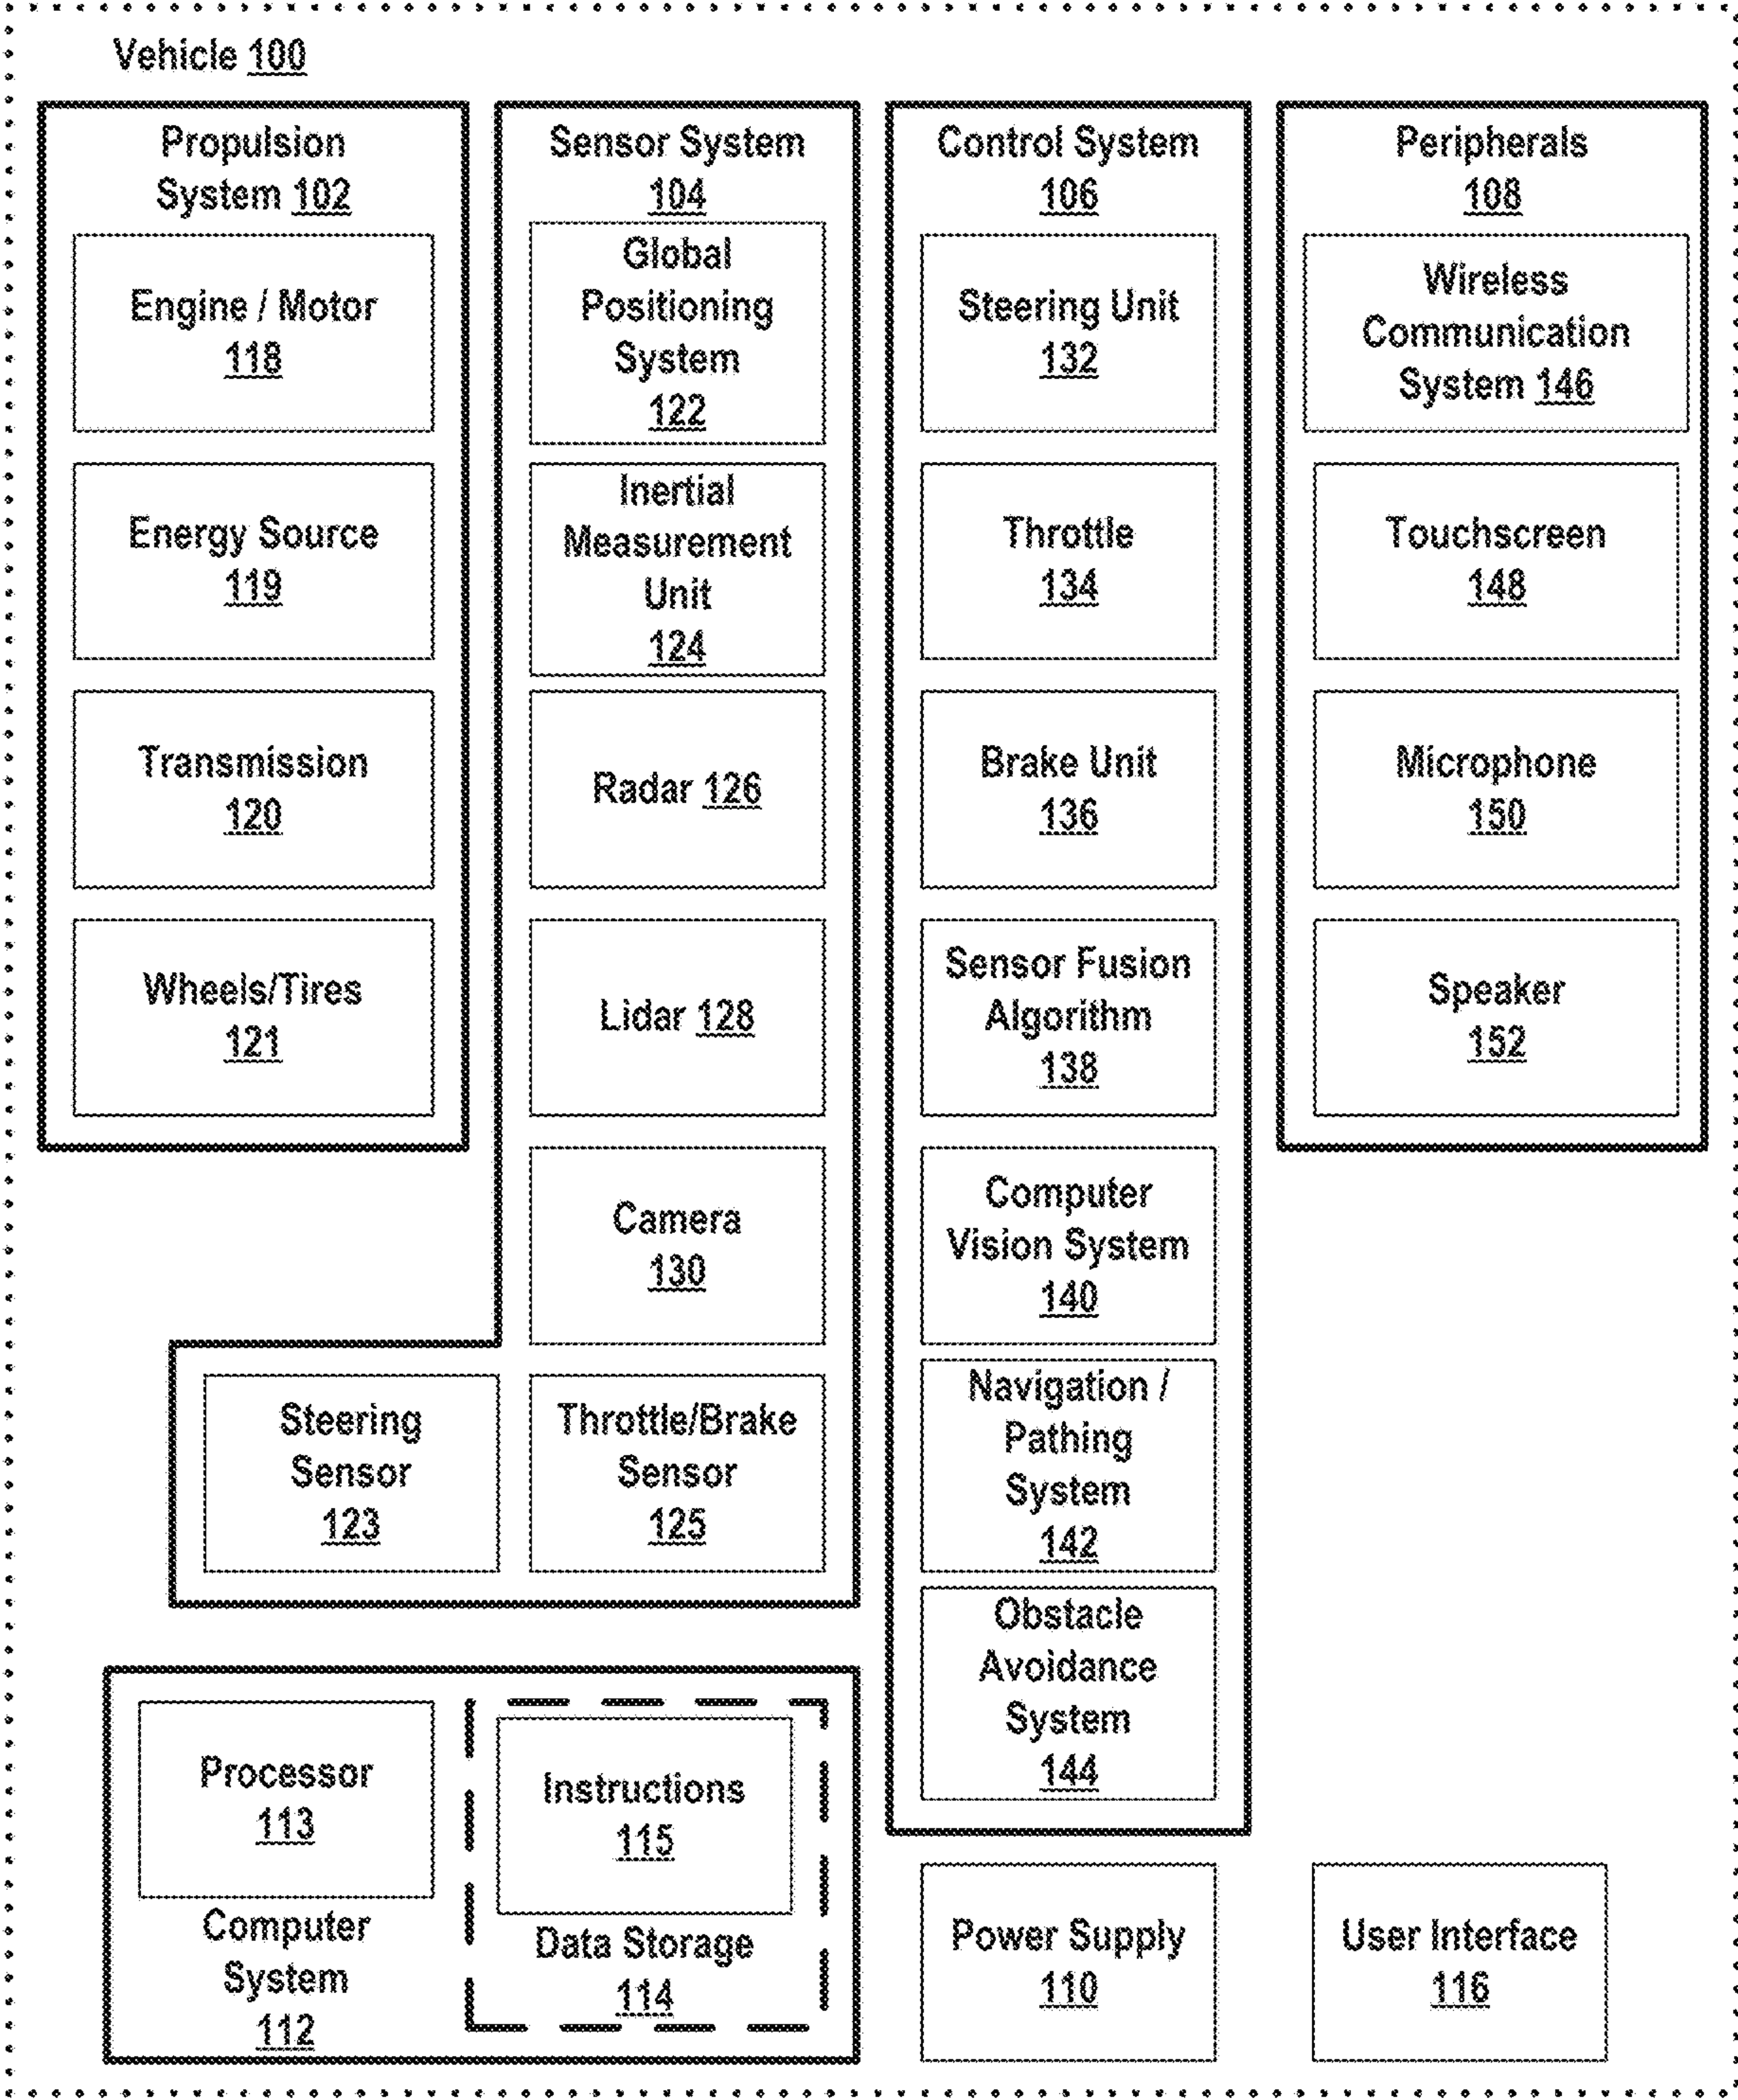 Vehicle 100
Propulsion
System 102
Engine / Motor
118
Energy Source
119
Transmission
120
Wheels/Tires
121
Sensor System
104
Global
Positioning
System
122
Inertial
Measurement
Unit
124
Radar 126
Lidar 128
Camera
130
Steering
Sensor
123
Throttle/Brake
Sensor
125
Control System
106
Steering Unit
132
Throttle
134
Brake Unit
136
Sensor Fusion
Algorithm
138
Computer
Vision System
140
Navigation /
Pathing
System
142
Obstacle
Avoidance
System
144
Peripherals
108
Wireless
Communication
System 146
Touchscreen
148
Microphone
150
Speaker
152
Processor
113
Computer
System
112
Instructions
115
Data Storage
114
Power Supply
110
User Interface
116